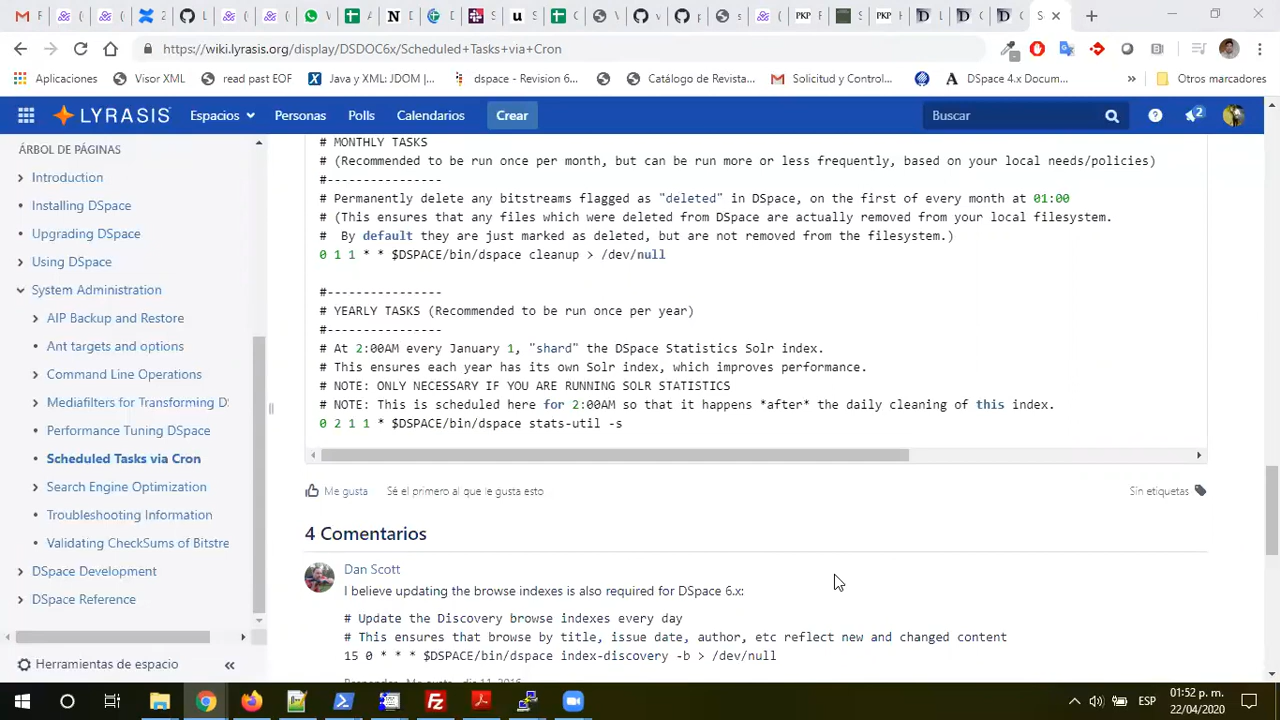 https://wiki.lyrasis.org/display/DSDOC6x/Scheduled+Tasks+via+Cron
Aplicaciones
Visor XML
read past EOF
Java y XML: JDOM |...
dspace - Revision 6...
Catálogo de Revista...
Solicitud y Control...
DSpace 4.x Docum...
»
Otros marcadores
LYRASIS
Espacios
Personas
Polls
Calendarios
Crear
Buscar
2
ÁRBOL DE PÁGINAS
Introduction
Installing DSpace
Upgrading DSpace
Using DSpace
System Administration
AIP Backup and Restore
Ant targets and options
Command Line Operations
Mediafilters for Transforming D
Performance Tuning DSpace
Scheduled Tasks via Cron
Search Engine Optimization
Troubleshooting Information
Validating CheckSums of Bitstre
DSpace Development
DSpace Reference
Herramientas de espacio
# MONTHLY TASKS
# (Recommended to be run once per month, but can be run more or less frequently, based on your local needs/policies)
#----------------
# Permanently delete any bitstreams flagged as "deleted" in DSpace, on the first of every month at 01:00
# (This ensures that any files which were deleted from DSpace are actually removed from your local filesystem.
#  By default they are just marked as deleted, but are not removed from the filesystem.)
0 1 1 * * $DSPACE/bin/dspace cleanup > /dev/null
#----------------
# YEARLY TASKS (Recommended to be run once per year)
#----------------
# At 2:00AM every January 1, "shard" the DSpace Statistics Solr index.
# This ensures each year has its own Solr index, which improves performance.
# NOTE: ONLY NECESSARY IF YOU ARE RUNNING SOLR STATISTICS
# NOTE: This is scheduled here for 2:00AM so that it happens *after* the daily cleaning of this index.
0 2 1 1 * $DSPACE/bin/dspace stats-util -s
Me gusta
Sé el primero al que le gusta esto
Sin etiquetas
4 Comentarios
Dan Scott
I believe updating the browse indexes is also required for DSpace 6.x:
# Update the Discovery browse indexes every day
# This ensures that browse by title, issue date, author, etc reflect new and changed content
15 0 * * * $DSPACE/bin/dspace index-discovery -b > /dev/null
ESP
01:52 p. m.
22/04/2020